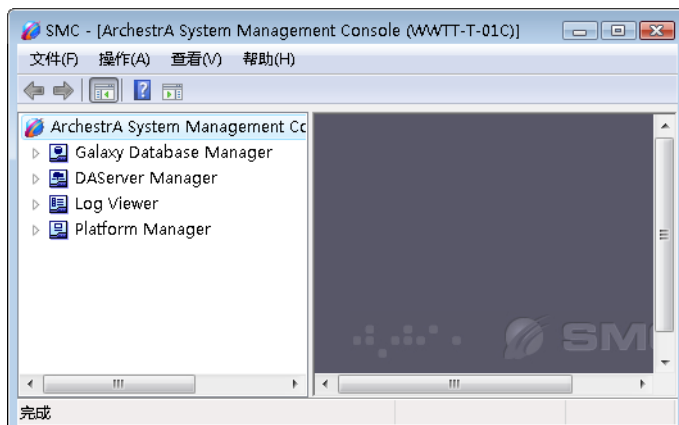 SMC - [ArchestrA System Management Console (WWTT-T-01C)]
文件(F) 操作(A) 查看(V) 帮助(H)
ArchestrA System Management Cc
Galaxy Database Manager
DAServer Manager
Log Viewer
Platform Manager
SMC
完成